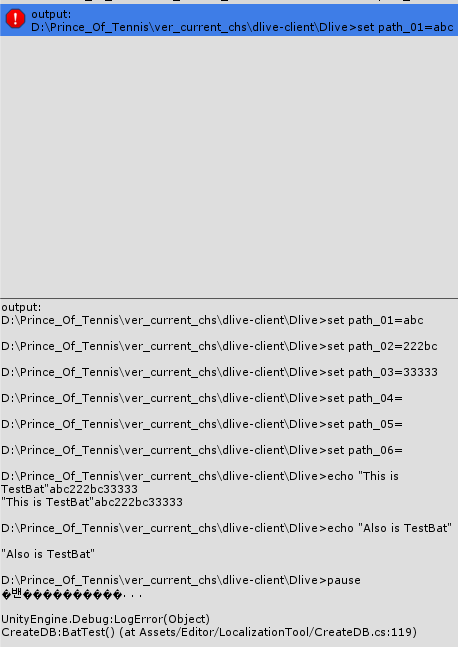 output:
D:\Prince_Of_Tennis\ver_current_chs\dlive-client\Dlive>set path_01=abc
output:
D:\Prince_Of_Tennis\ver_current_chs\dlive-client\Dlive>set path_01=abc
D:\Prince_Of_Tennis\ver_current_chs\dlive-client\Dlive>set path_02=222bc
D:\Prince_Of_Tennis\ver_current_chs\dlive-client\Dlive>set path_03=33333
D:\Prince_Of_Tennis\ver_current_chs\dlive-client\Dlive>set path_04=
D:\Prince_Of_Tennis\ver_current_chs\dlive-client\Dlive>set path_05=
D:\Prince_Of_Tennis\ver_current_chs\dlive-client\Dlive>set path_06=
D:\Prince_Of_Tennis\ver_current_chs\dlive-client\Dlive>echo "This is
TestBat"abc222bc33333
"This is TestBat"abc222bc33333
D:\Prince_Of_Tennis\ver_current_chs\dlive-client\Dlive>echo "Also is TestBat"
"Also is TestBat"
D:\Prince_Of_Tennis\ver_current_chs\dlive-client\Dlive>pause
UnityEngine.Debug:LogError(Object)
CreateDB:BatTest() (at Assets/Editor/LocalizationTool/CreateDB.cs:119)